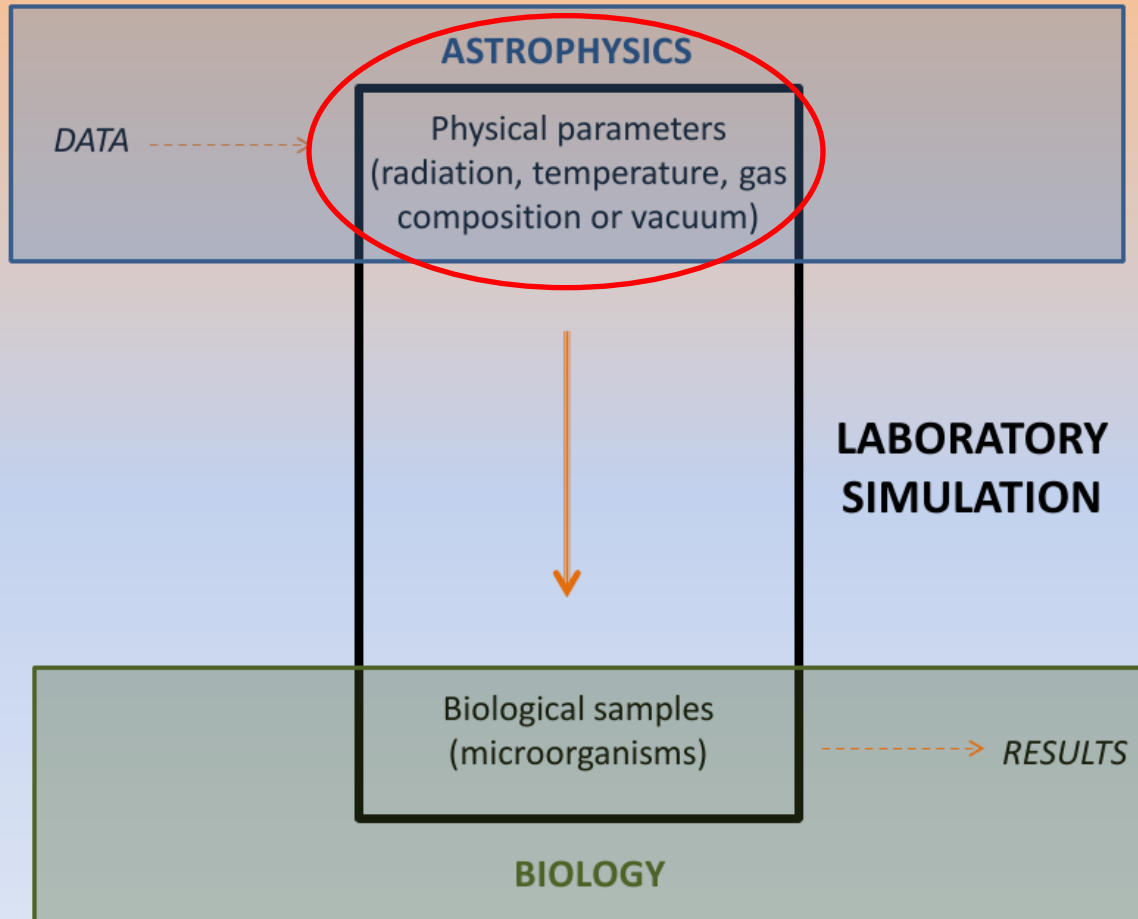 ASTROPHYSICS
DATA
Physical parameters
(radiation, temperature, gas
composition or vacuum)
LABORATORY
SIMULATION
Biological samples
(microorganisms)
RESULTS
BIOLOGY